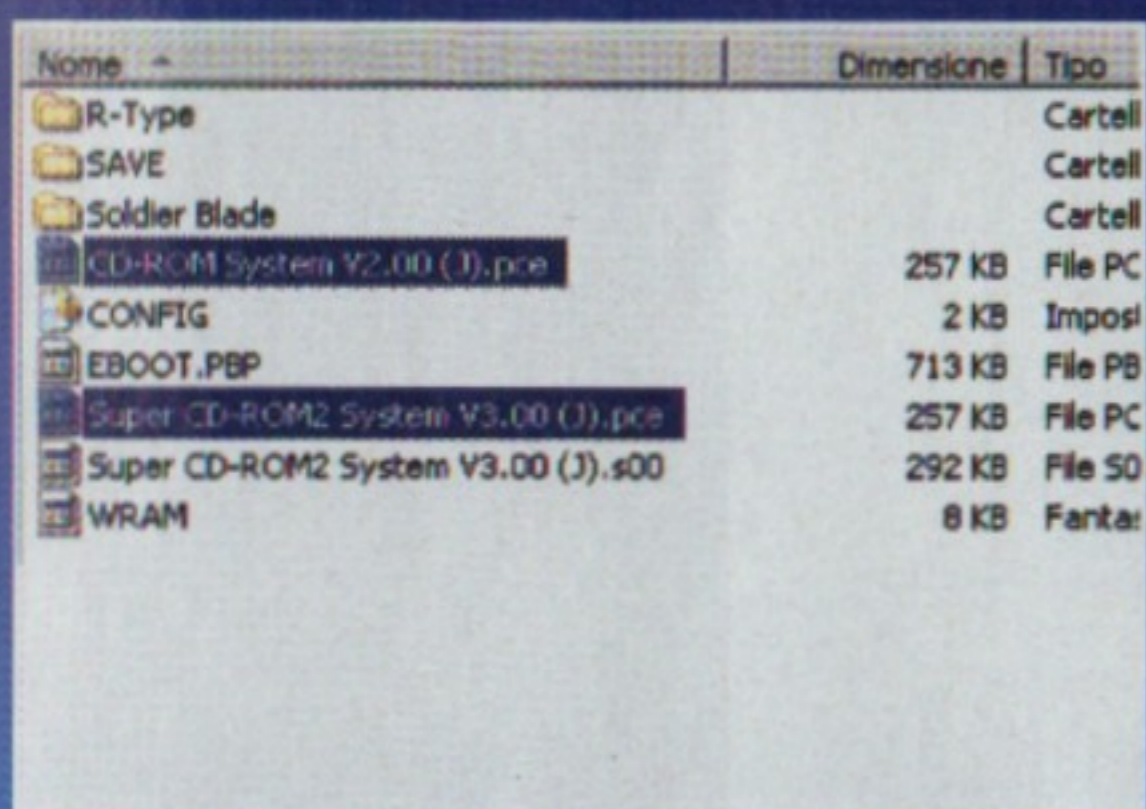 Nome Dimensione Tipo
R-Type Cartell
SAVE Cartell
Soldier Blade Cartell
CD-ROM System V2.00 (J).pce 257 KB File PC
CONFIG 2 KB Impos
EBOOT.PBP 713 KB File PB
Super CD-ROM2 System V3.00 (J).pce 257 KB File PC
Super CD-ROM2 System V3.00 (J).s00 292 KB File S0
WRAM 8 KB Fanta